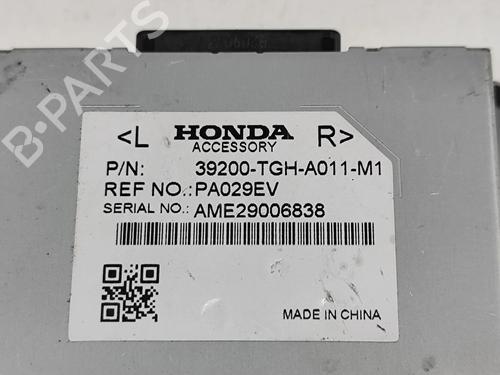 <L HONDA R>
ACCESSORY
P/N: 39200-TGH-A011-M1
REF NO.:PA029EV
SERIAL NO.: AME29006838
MADE IN CHINA
B-PARTS